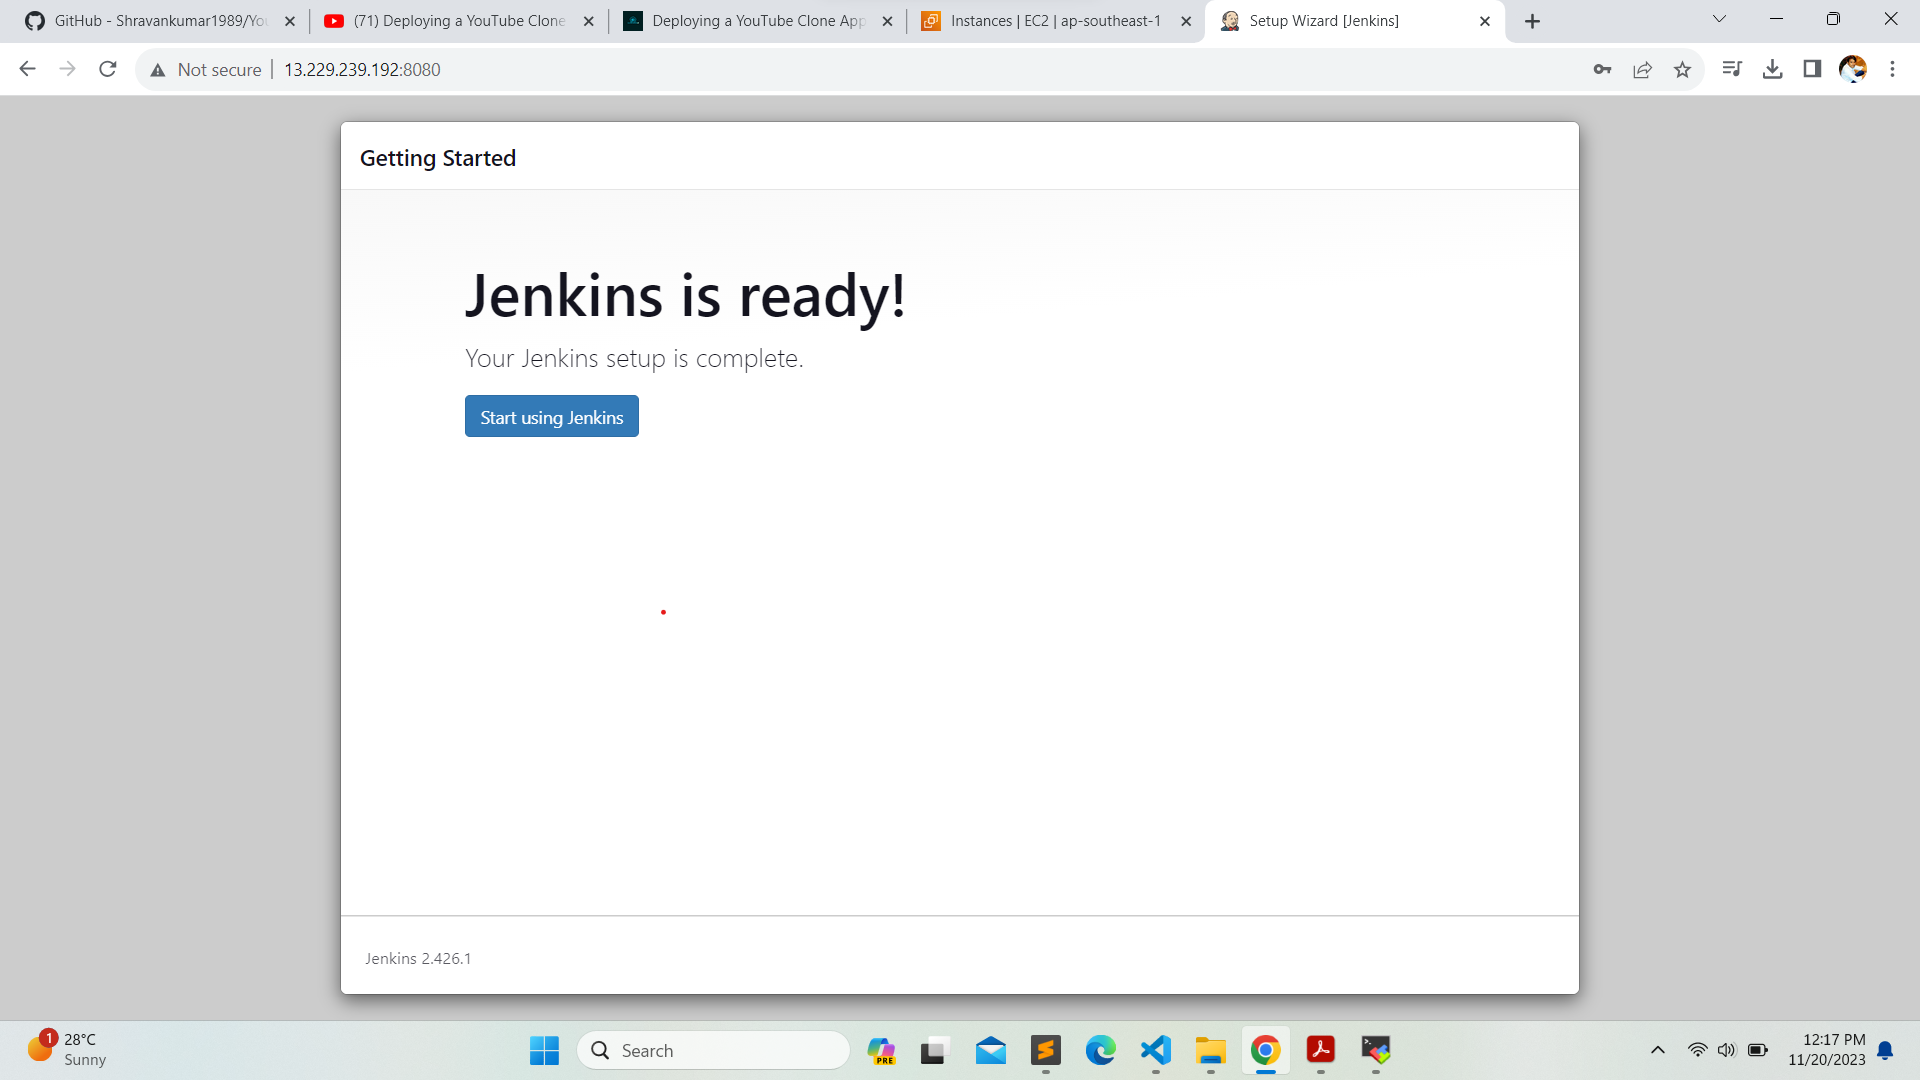 GitHub - Shravankumar1989/You
(71) Deploying a YouTube Clone
Deploying a YouTube Clone App
Instances | EC2 | ap-southeast-1
Setup Wizard [Jenkins]
Not secure
13.229.239.192:8080
Getting Started
Jenkins is ready!
Your Jenkins setup is complete.
Start using Jenkins
Jenkins 2.426.1
1
28°C
Sunny
Search
PRE
12:17 PM
11/20/2023